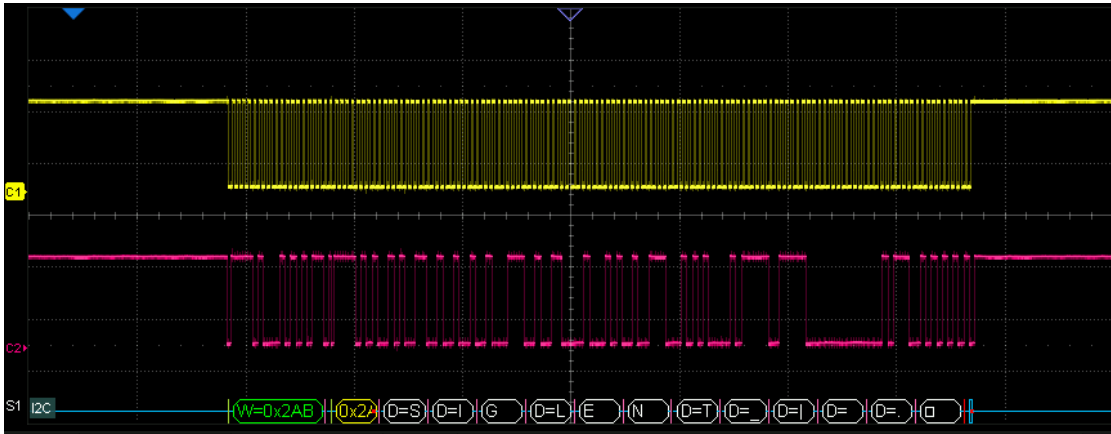 C1
C2
S1 I2C W=0x2AB 0x2A D=S D=I G D=L E N D=T D=_ D=| D= D=.